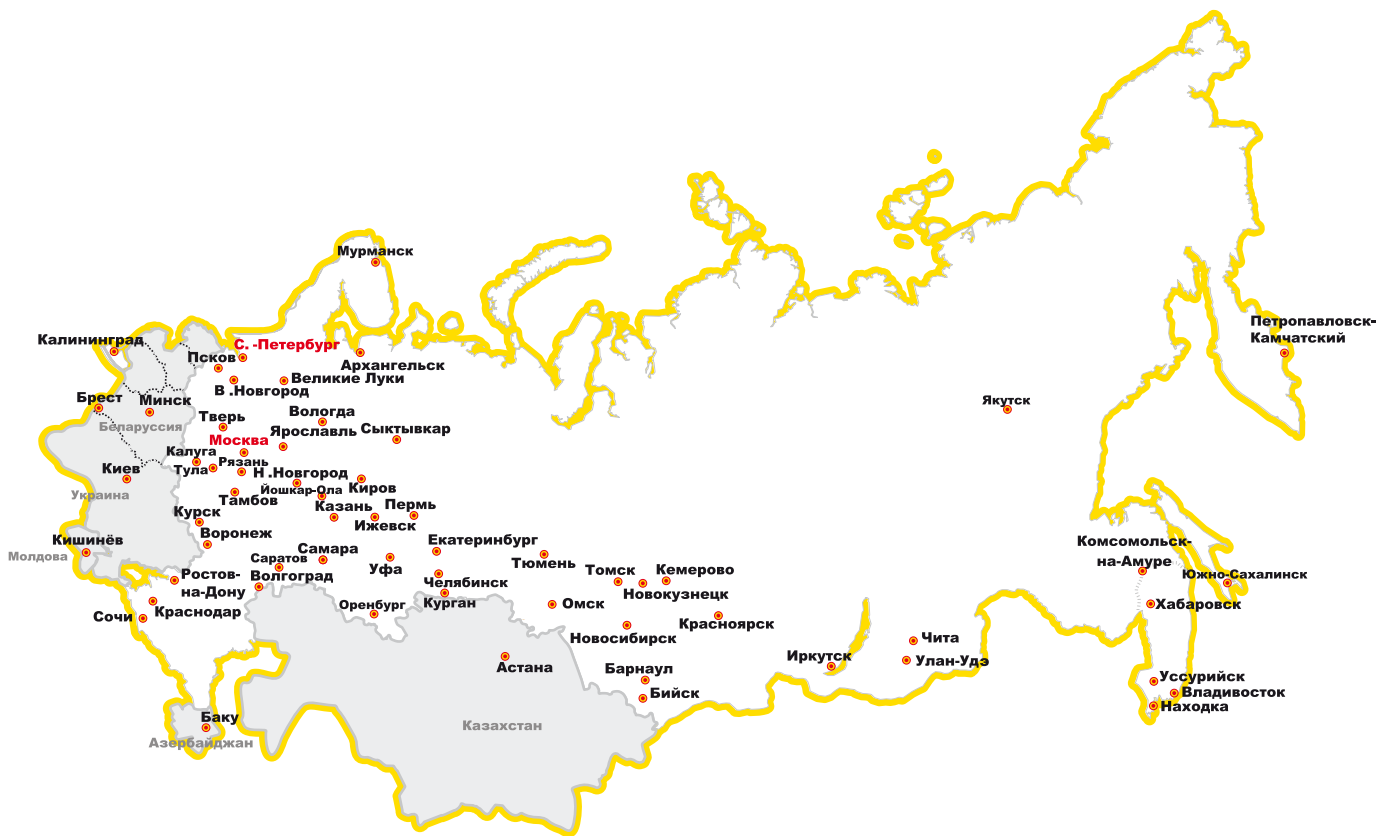 Мурманск
Петропавловск-
Камчатский
Калининград
С. -Петербург
Псков
Архангельск
Великие Луки
В .Новгород
Брест
Минск
Якутск
Тверь
Вологда
Беларуссия
Ярославль
Сыктывкар
Москва
Калуга
Рязань
Тула
Н .Новгород
Киев
Йошкар-Ола
Киров
Украина
Тамбов
Казань
Пермь
Курск
Ижевск
Воронеж
Кишинёв
Молдова
Саратов
Самара
Екатеринбург
Уфа
Тюмень
Комсомольск-
на-Амуре
Ростов-
на-Дону
Волгоград
Челябинск
Томск
Кемерово
Новокузнецк
Южно-Сахалинск
Сочи
Краснодар
Оренбург
Курган
Омск
Хабаровск
Новосибирск
Красноярск
Чита
Астана
Барнаул
Иркутск
Улан-Удэ
Бийск
Уссурийск
Владивосток
Находка
Баку
Азербайджан
Казахстан